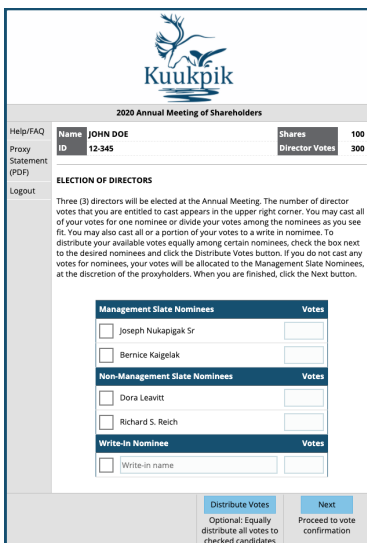 Kuukpik
2020 Annual Meeting of Shareholders
Help/FAQ
Proxy
Statement
(PDF)
Logout
Name JOHN DOE Shares 100
ID 12-345 Director Votes 300
ELECTION OF DIRECTORS
Three (3) directors will be elected at the Annual Meeting. The number of director
votes that you are entitled to cast appears in the upper right corner. You may cast all
of your votes for one nominee or divide your votes among the nominees as you see
fit. You may also cast all or a portion of your votes to a write in nomimee. To
distribute your available votes equally among certain nominees, check the box next
to the desired nominees and click the Distribute Votes button. If you do not cast any
votes for nominees, your votes will be allocated to the Management Slate Nominees,
at the discretion of the proxyholders. When you are finished, click the Next button.
Management Slate Nominees Votes
Joseph Nukapigak Sr
Bernice Kaigelak
Non-Management Slate Nominees Votes
Dora Leavitt
Richard S. Reich
Write-In Nominee Votes
Write-in name
Distribute Votes
Optional: Equally
distribute all votes to
checked candidates
Next
Proceed to vote
confirmation